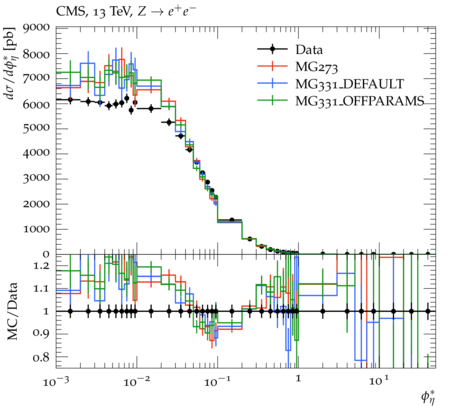 CMS, 13 TeV, Z → e⁺e⁻
dσ/dϕ*η [pb]
9000
8000
7000
6000
5000
4000
3000
2000
1000
0
Data
MG273
MG331_DEFAULT
MG331_OFFPARAMS
MC/Data
1.2
1.1
1
0.9
0.8
10⁻³ 10⁻² 10⁻¹ 1 10¹
ϕ*η